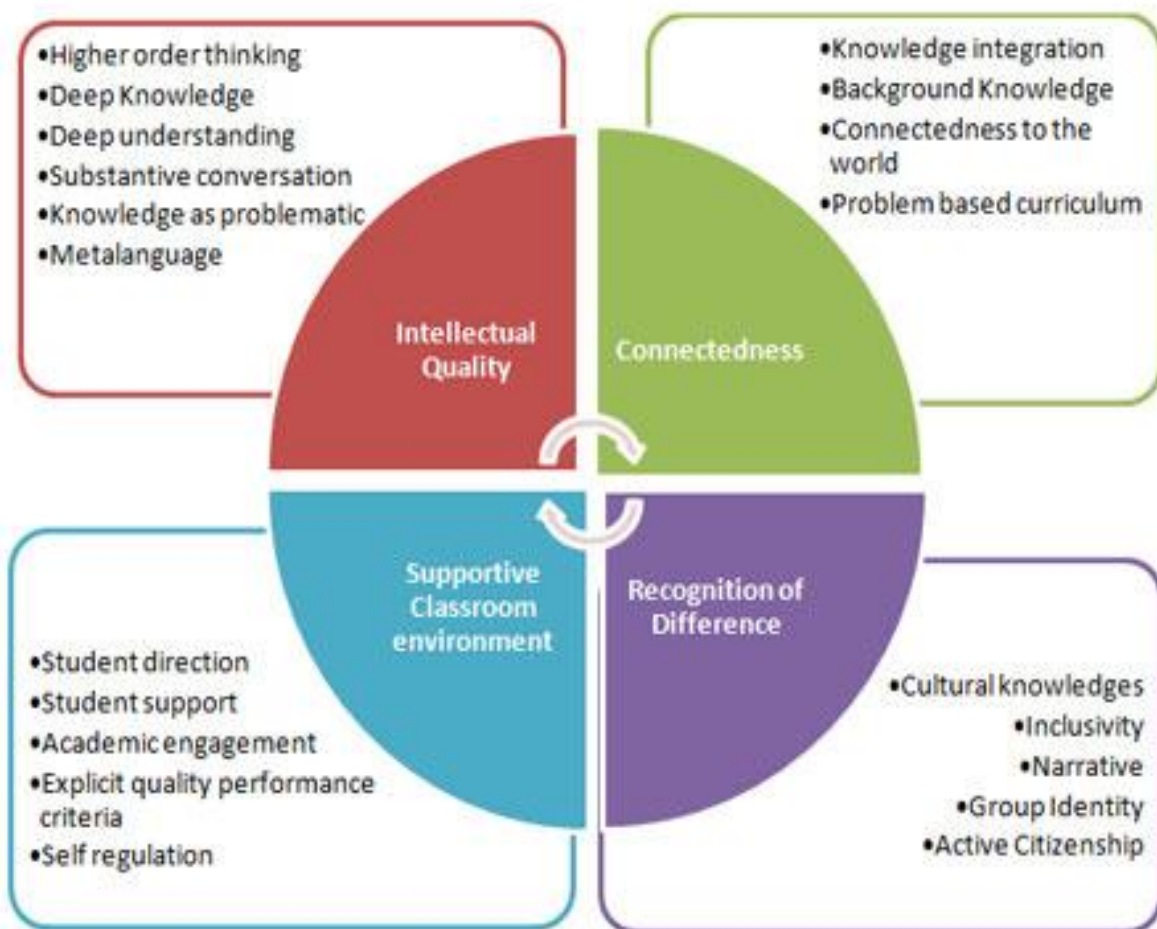 •Higher order thinking
•Deep Knowledge
•Deep understanding
•Substantive conversation
•Knowledge as problematic
•Metalanguage
Intellectual
Quality
•Knowledge integration
•Background Knowledge
•Connectedness to the
world
•Problem based curriculum
Connectedness
Supportive
Classroom
environment
•Student direction
•Student support
•Academic engagement
•Explicit quality performance
criteria
•Self regulation
Recognition of
Difference
•Cultural knowledges
•Inclusivity
•Narrative
•Group Identity
•Active Citizenship